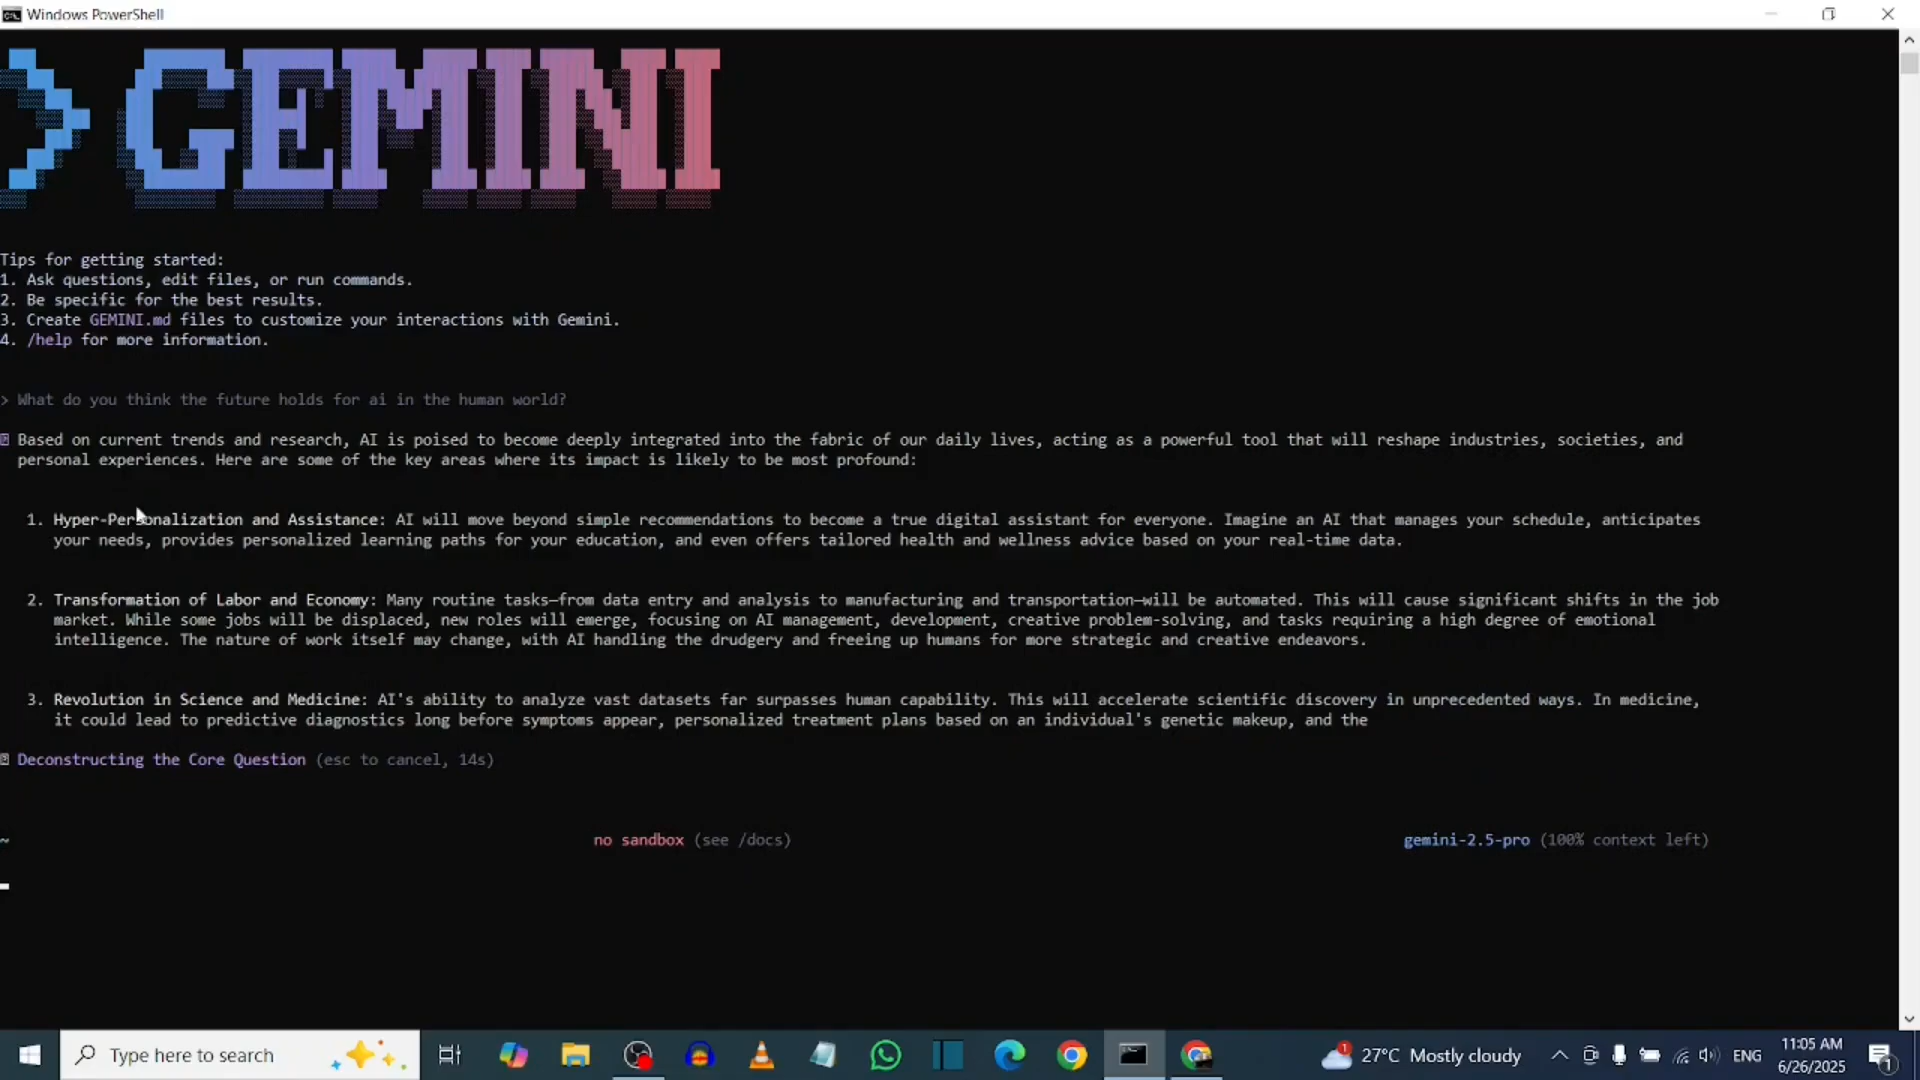 Windows PowerShell
> GEMINI
Tips for getting started:
1. Ask questions, edit files, or run commands.
2. Be specific for the best results.
3. Create GEMINI.md files to customize your interactions with Gemini.
4. /help for more information.
> What do you think the future holds for ai in the human world?
Based on current trends and research, AI is poised to become deeply integrated into the fabric of our daily lives, acting as a powerful tool that will reshape industries, societies, and
personal experiences. Here are some of the key areas where its impact is likely to be most profound:
1. Hyper-Personalization and Assistance: AI will move beyond simple recommendations to become a true digital assistant for everyone. Imagine an AI that manages your schedule, anticipates
your needs, provides personalized learning paths for your education, and even offers tailored health and wellness advice based on your real-time data.
2. Transformation of Labor and Economy: Many routine tasks—from data entry and analysis to manufacturing and transportation—will be automated. This will cause significant shifts in the job
market. While some jobs will be displaced, new roles will emerge, focusing on AI management, development, creative problem-solving, and tasks requiring a high degree of emotional
intelligence. The nature of work itself may change, with AI handling the drudgery and freeing up humans for more strategic and creative endeavors.
3. Revolution in Science and Medicine: AI's ability to analyze vast datasets far surpasses human capability. This will accelerate scientific discovery in unprecedented ways. In medicine,
it could lead to predictive diagnostics long before symptoms appear, personalized treatment plans based on an individual's genetic makeup, and the
Deconstructing the Core Question (esc to cancel, 14s)
~ no sandbox (see /docs) gemini-2.5-pro (100% context left)
Type here to search
1
27°C Mostly cloudy
ENG
11:05 AM
6/26/2025
1